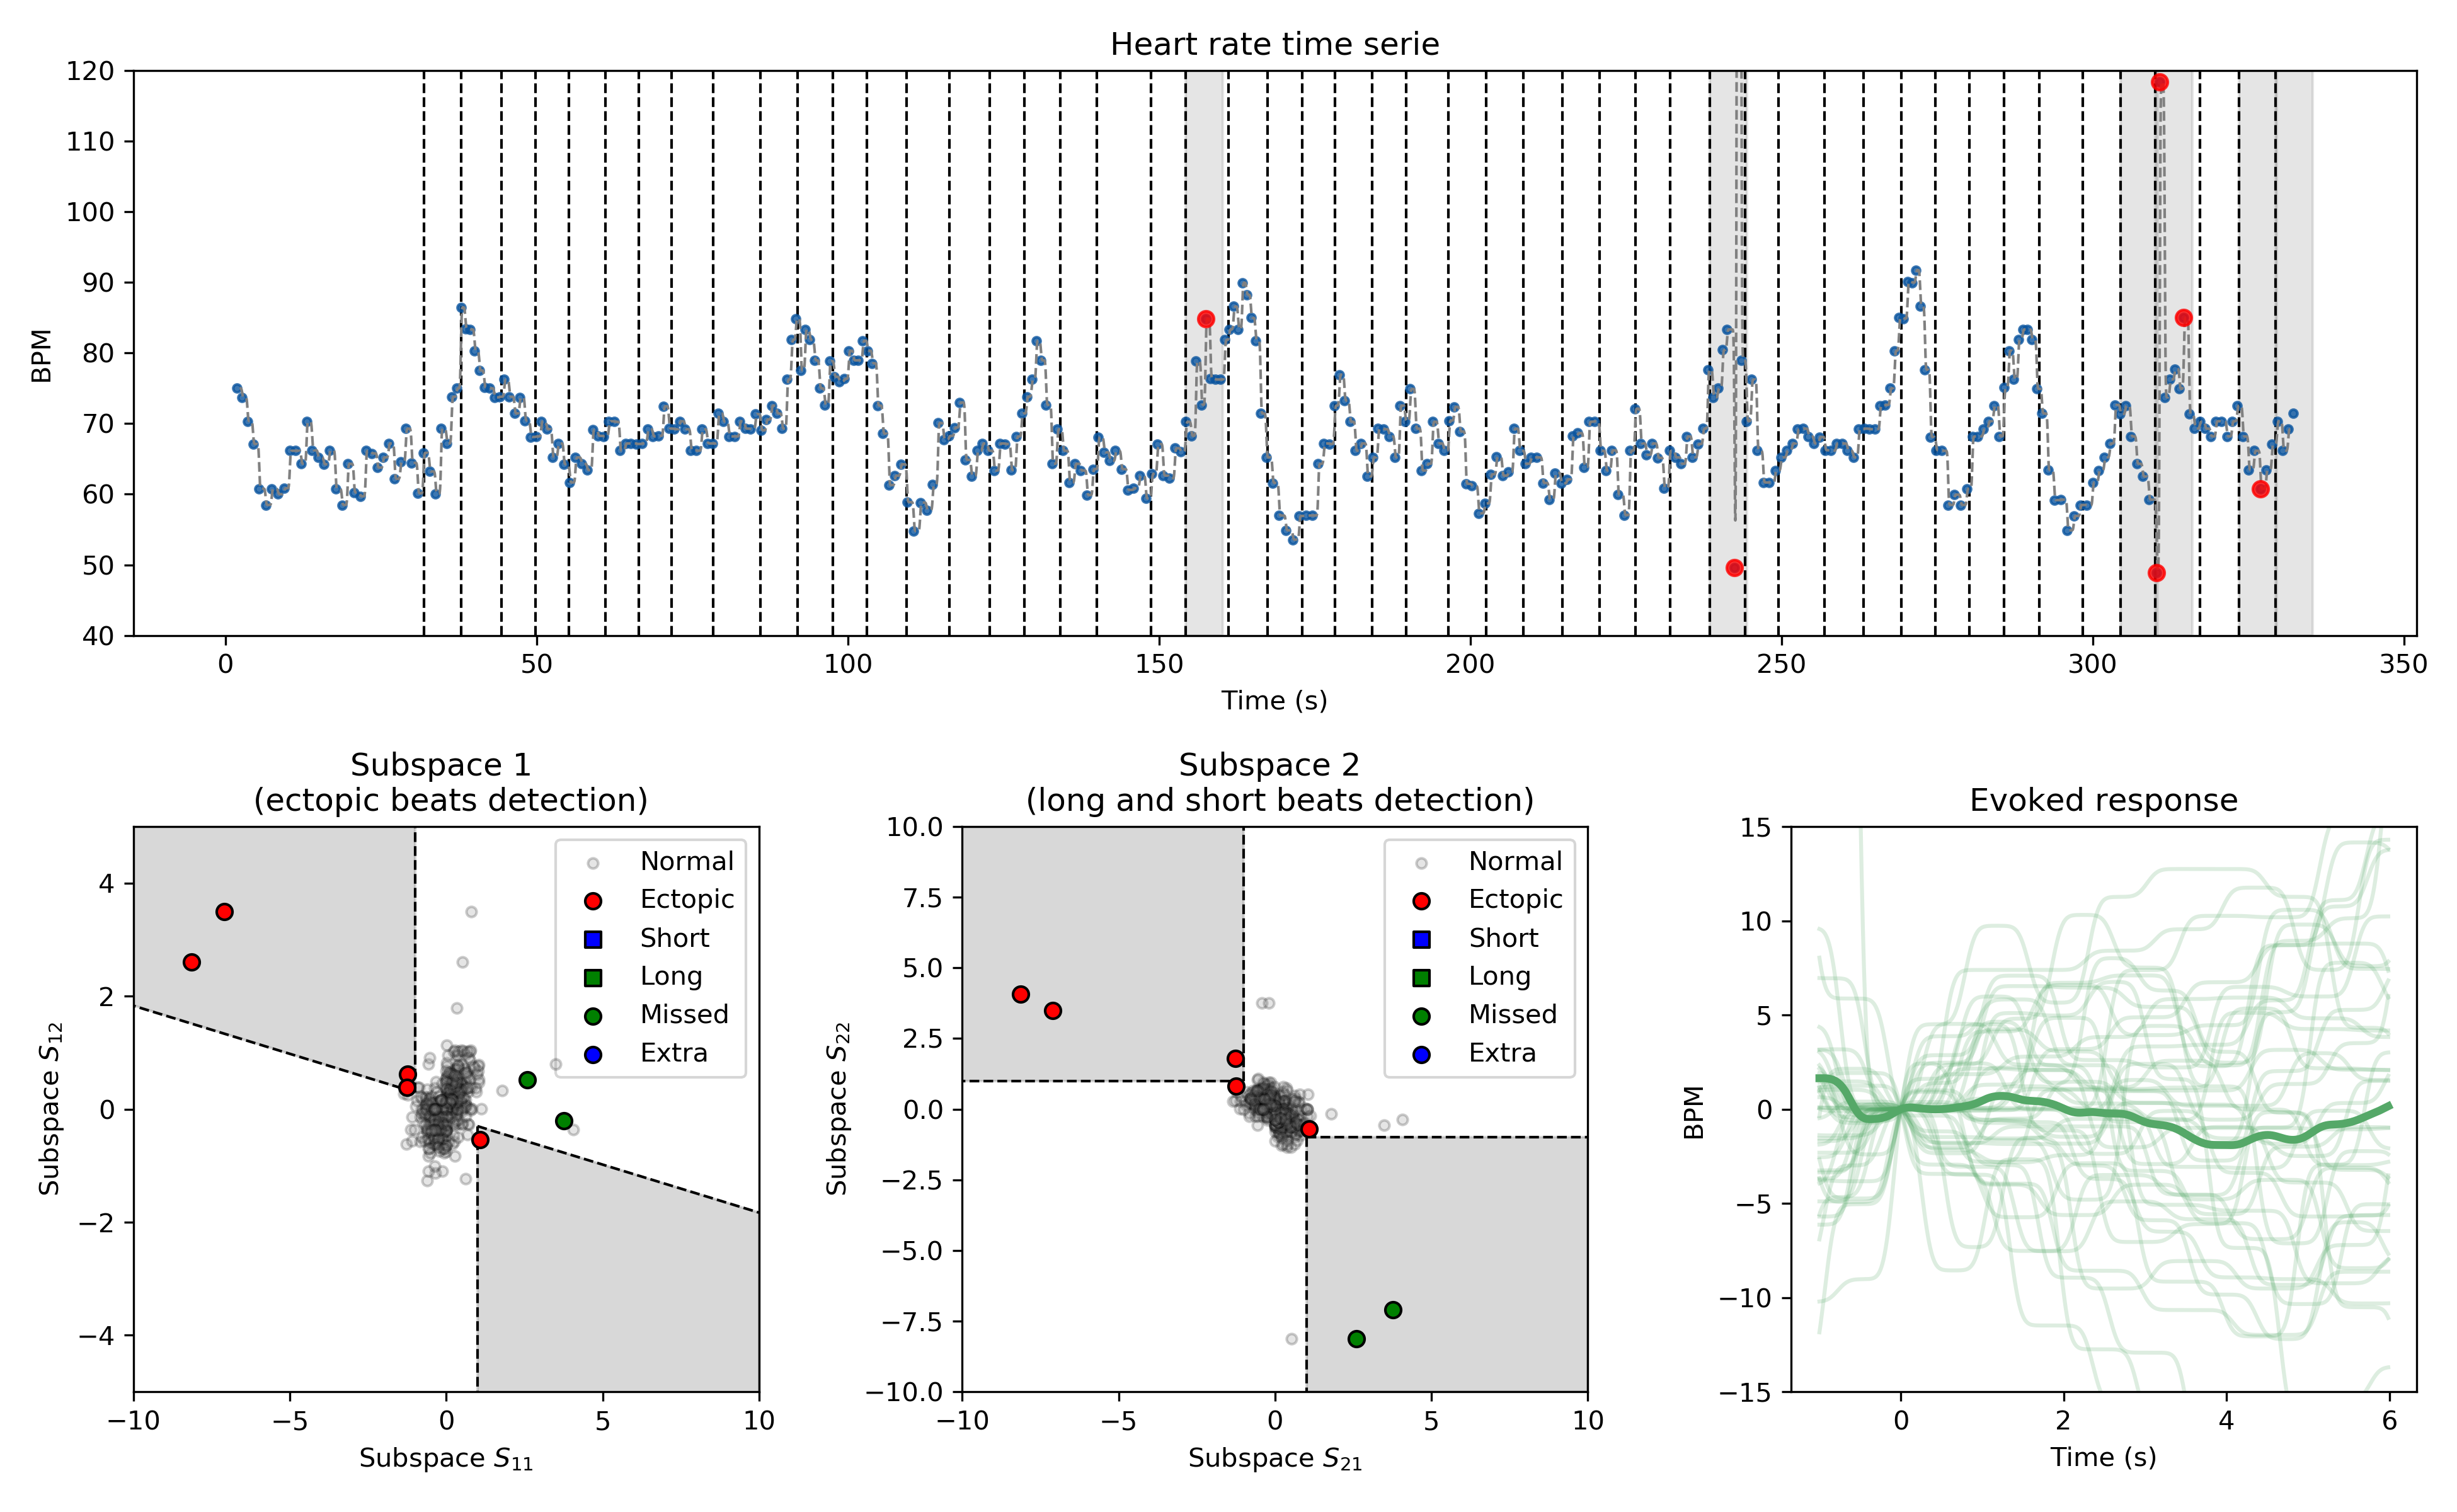 Heart rate time serie
120
110
100
90
80
70
60
50
40
BPM
0 50 100 150 200 250 300 350
Time (s)
Subspace 1
(ectopic beats detection)
4
2
0
−2
−4
Subspace S12
Normal
Ectopic
Short
Long
Missed
Extra
−10 −5 0 5 10
Subspace S11
Subspace 2
(long and short beats detection)
10.0
7.5
5.0
2.5
0.0
−2.5
−5.0
−7.5
−10.0
Subspace S22
Normal
Ectopic
Short
Long
Missed
Extra
−10 −5 0 5 10
Subspace S21
Evoked response
15
10
5
0
−5
−10
−15
BPM
0 2 4 6
Time (s)